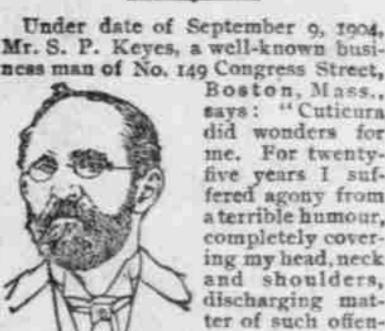 Under date of September 9, 1904,
Mr. S. P. Keyes, a well-known busi-
ness man of No. 149 Congress Street,
Boston, Mass.,
says: "Cuticura
did wonders for
me. For twenty-
five years I suf-
fered agony from
a terrible humour,
completely cover-
ing my head, neck
and shoulders,
discharging mat-
ter of such offen-